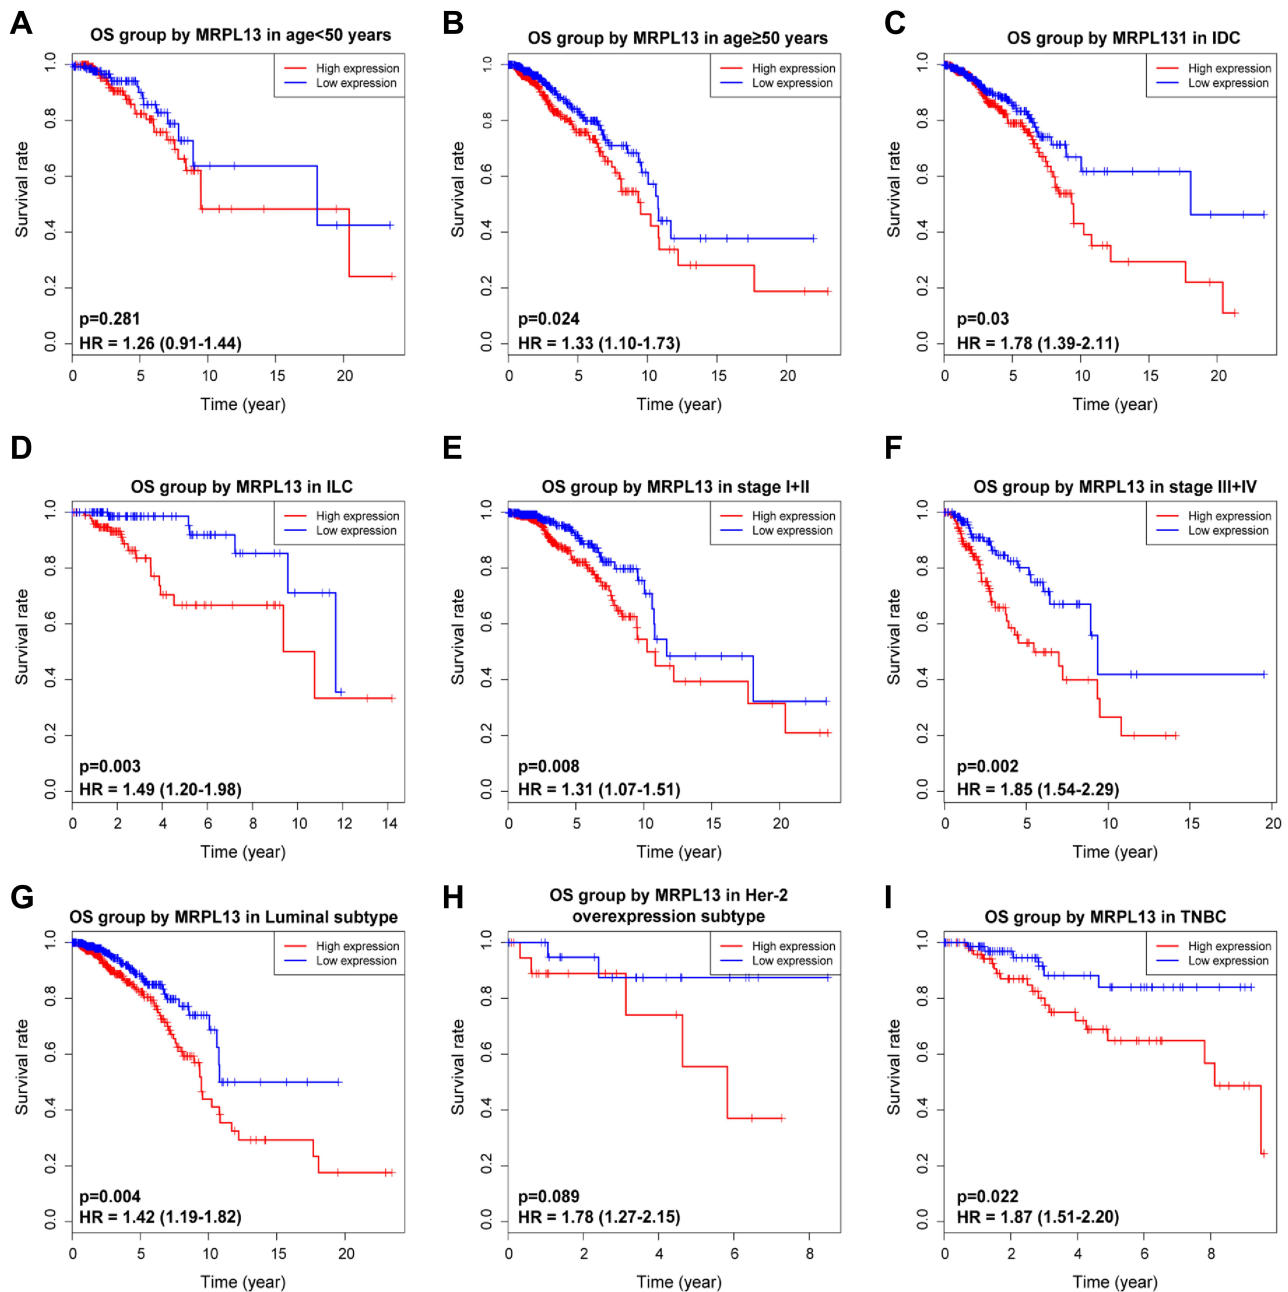 A
OS group by MRPL13 in age<50 years
High expression
Low expression
Survival rate
1.0
0.8
0.6
0.4
0.2
0.0
p=0.281
HR = 1.26 (0.91-1.44)
0 5 10 15 20
Time (year)
B
OS group by MRPL13 in age≥50 years
High expression
Low expression
Survival rate
1.0
0.8
0.6
0.4
0.2
0.0
p=0.024
HR = 1.33 (1.10-1.73)
0 5 10 15 20
Time (year)
C
OS group by MRPL131 in IDC
High expression
Low expression
Survival rate
1.0
0.8
0.6
0.4
0.2
0.0
p=0.03
HR = 1.78 (1.39-2.11)
0 5 10 15 20
Time (year)
D
OS group by MRPL13 in ILC
High expression
Low expression
Survival rate
1.0
0.8
0.6
0.4
0.2
0.0
p=0.003
HR = 1.49 (1.20-1.98)
0 2 4 6 8 10 12 14
Time (year)
E
OS group by MRPL13 in stage I+II
High expression
Low expression
Survival rate
1.0
0.8
0.6
0.4
0.2
0.0
p=0.008
HR = 1.31 (1.07-1.51)
0 5 10 15 20
Time (year)
F
OS group by MRPL13 in stage III+IV
High expression
Low expression
Survival rate
1.0
0.8
0.6
0.4
0.2
0.0
p=0.002
HR = 1.85 (1.54-2.29)
0 5 10 15 20
Time (year)
G
OS group by MRPL13 in Luminal subtype
High expression
Low expression
Survival rate
1.0
0.8
0.6
0.4
0.2
0.0
p=0.004
HR = 1.42 (1.19-1.82)
0 5 10 15 20
Time (year)
H
OS group by MRPL13 in Her-2
overexpression subtype
High expression
Low expression
Survival rate
1.0
0.8
0.6
0.4
0.2
0.0
p=0.089
HR = 1.78 (1.27-2.15)
0 2 4 6 8
Time (year)
I
OS group by MRPL13 in TNBC
High expression
Low expression
Survival rate
1.0
0.8
0.6
0.4
0.2
0.0
p=0.022
HR = 1.87 (1.51-2.20)
0 2 4 6 8
Time (year)